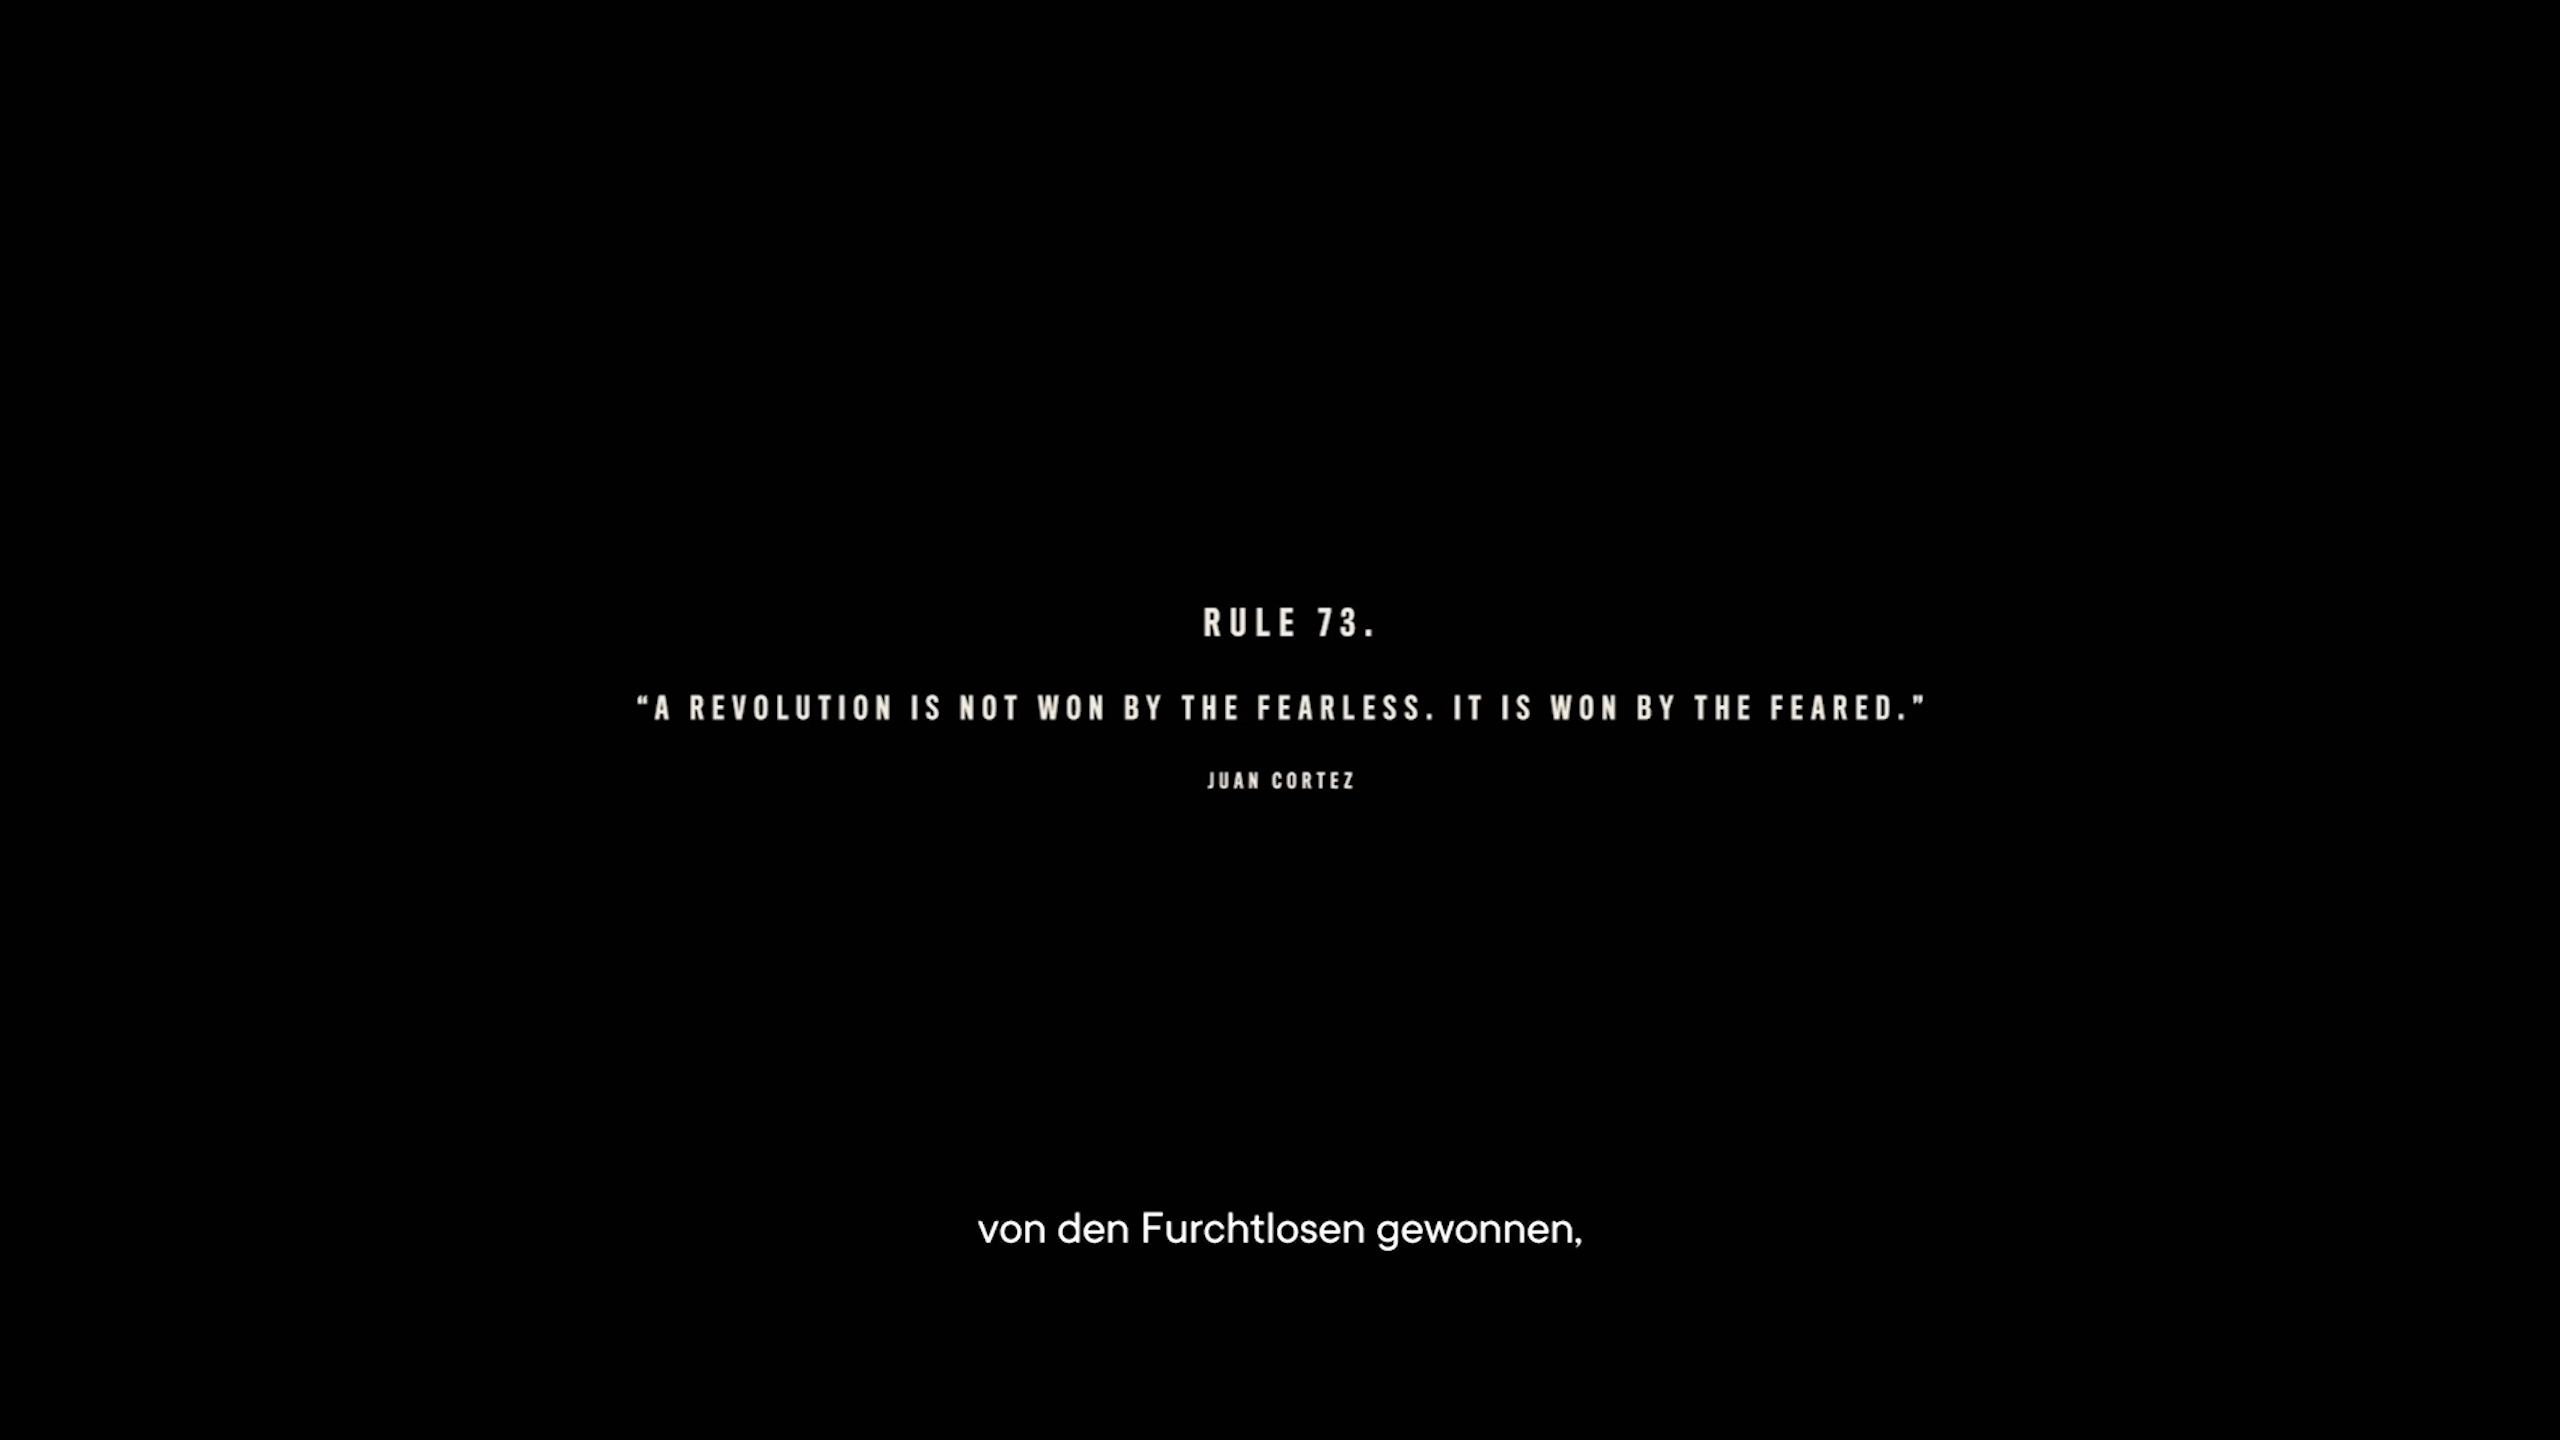 RULE 73.
“A REVOLUTION IS NOT WON BY THE FEARLESS. IT IS WON BY THE FEARED.”
JUAN CORTEZ
von den Furchtlosen gewonnen,